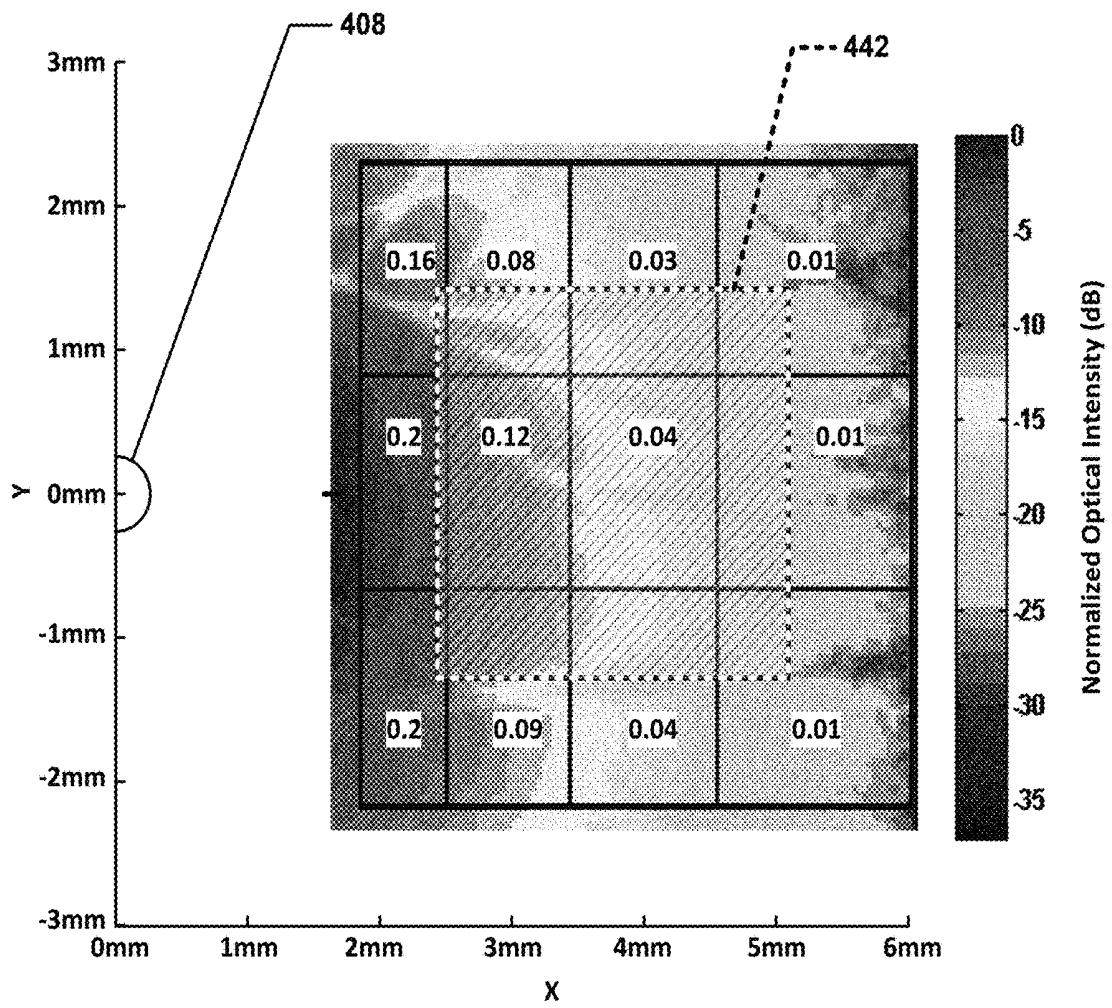 408
442
3mm
2mm
1mm
0mm
-1mm
-2mm
-3mm
Y
0.16 0.08 0.03 0.01
0.2 0.12 0.04 0.01
0.2 0.09 0.04 0.01
0mm 1mm 2mm 3mm 4mm 5mm 6mm
X
0
-5
-10
-15
-20
-25
-30
-35
Normalized Optical Intensity (dB)